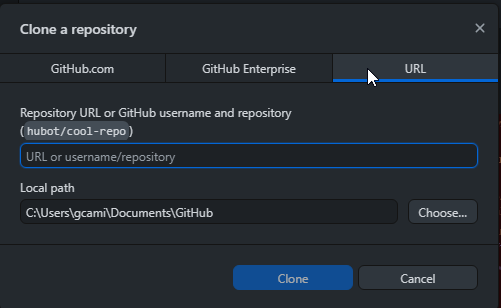 Clone a repository
GitHub.com
GitHub Enterprise
URL
Repository URL or GitHub username and repository
(hubot/cool-repo)
URL or username/repository
Local path
C:\Users\gcami\Documents\GitHub
Choose...
Clone
Cancel